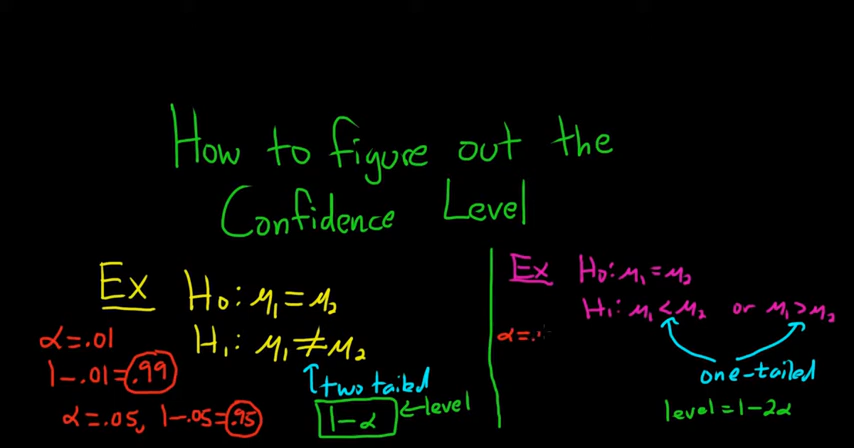 How to figure out the
Confidence Level
Ex H₀: μ₁ = μ₂
H₁: μ₁ ≠ μ₂
α = .01
1 - .01 = .99
α = .05, 1 - .05 = .95
two tailed
1 - α ← level
Ex H₀: μ₁ = μ₂
H₁: μ₁ < μ₂ or μ₁ > μ₂
α = .
one-tailed
level = 1 - 2α